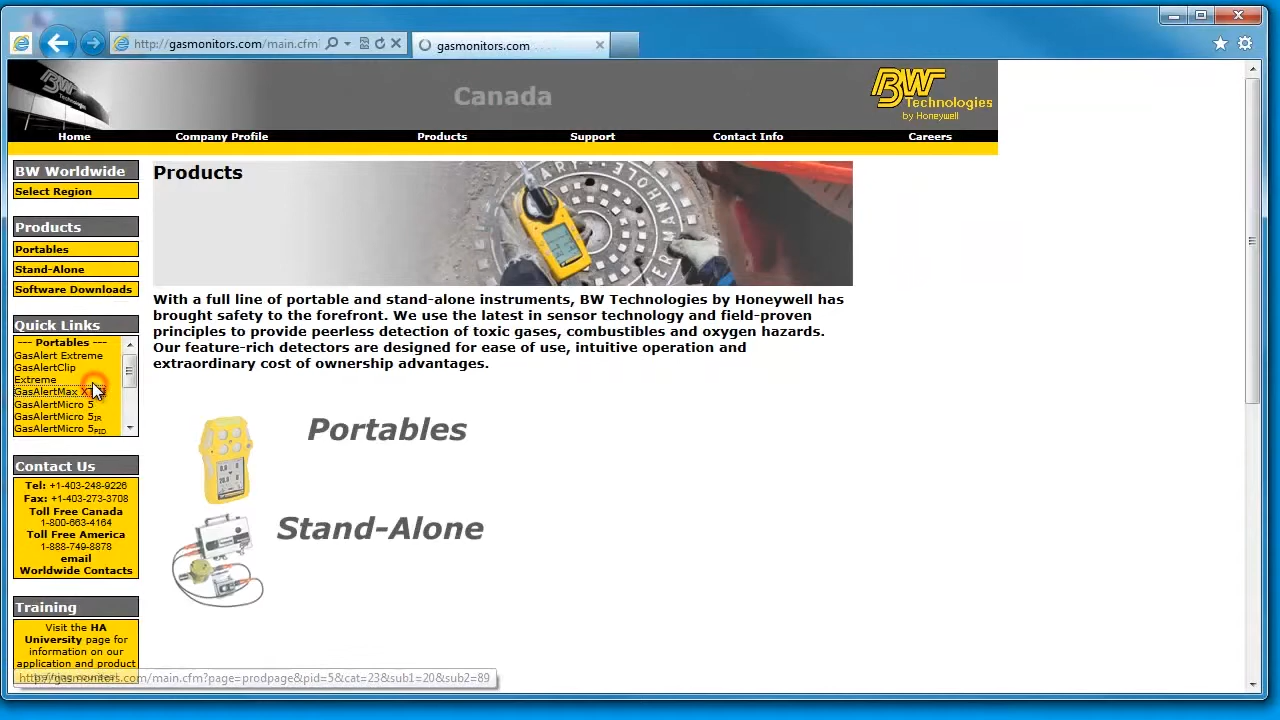 http://gasmonitors.com/main.cfm
gasmonitors.com
Canada
BW
Technologies
by Honeywell
Home
Company Profile
Products
Support
Contact Info
Careers
BW Worldwide
Select Region
Products
Portables
Stand-Alone
Software Downloads
Quick Links
--- Portables ---
GasAlert Extreme
GasAlertClip
Extreme
GasAlertMax
GasAlertMicro 5
GasAlertMicro 5IR
GasAlertMicro 5PID
Contact Us
Tel: +1-403-248-9226
Fax: +1-403-273-3708
Toll Free Canada
1-800-663-4164
Toll Free America
1-888-749-8878
email
Worldwide Contacts
Training
Visit the HA
University page for
information on our
application and product
Products
MANHOLE
With a full line of portable and stand-alone instruments, BW Technologies by Honeywell has
brought safety to the forefront. We use the latest in sensor technology and field-proven
principles to provide peerless detection of toxic gases, combustibles and oxygen hazards.
Our feature-rich detectors are designed for ease of use, intuitive operation and
extraordinary cost of ownership advantages.
Portables
Stand-Alone
http://gasmonitors.com/main.cfm?page=prodpage&pid=5&cat=23&sub1=20&sub2=89